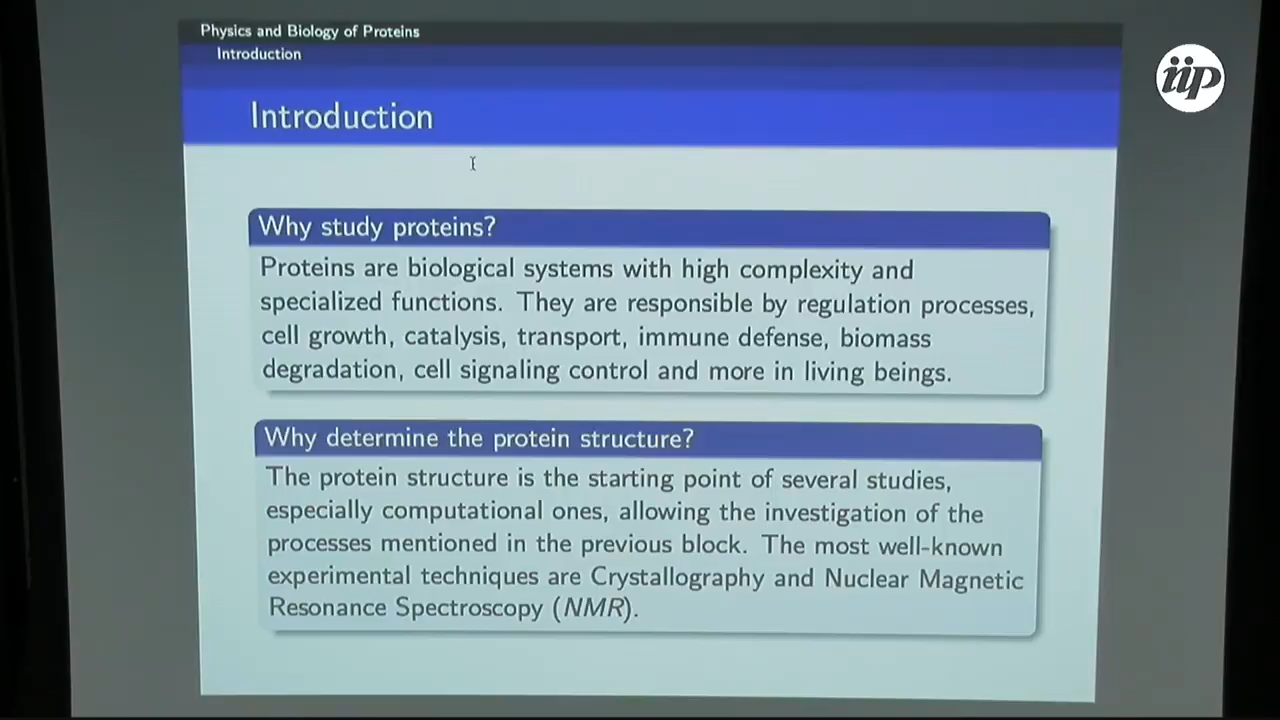 Physics and Biology of Proteins
Introduction
iip
Introduction
Why study proteins?
Proteins are biological systems with high complexity and
specialized functions. They are responsible by regulation processes,
cell growth, catalysis, transport, immune defense, biomass
degradation, cell signaling control and more in living beings.
Why determine the protein structure?
The protein structure is the starting point of several studies,
especially computational ones, allowing the investigation of the
processes mentioned in the previous block. The most well-known
experimental techniques are Crystallography and Nuclear Magnetic
Resonance Spectroscopy (NMR).